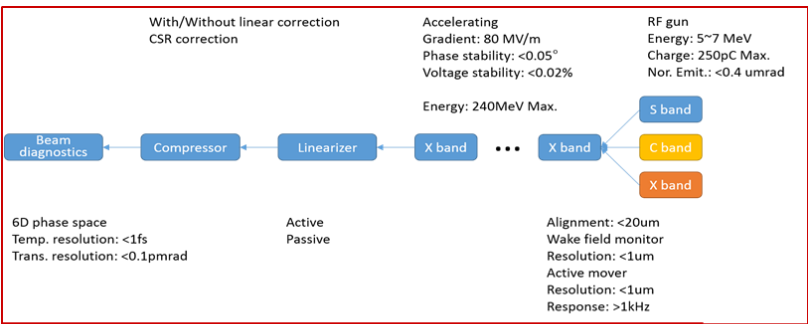 With/Without linear correction
CSR correction
Accelerating
Gradient: 80 MV/m
Phase stability: <0.05°
Voltage stability: <0.02%
Energy: 240MeV Max.
RF gun
Energy: 5~7 MeV
Charge: 250pC Max.
Nor. Emit.: <0.4 umrad
Beam
diagnostics
Compressor
Linearizer
X band
•••
X band
S band
C band
X band
6D phase space
Temp. resolution: <1fs
Trans. resolution: <0.1pmrad
Active
Passive
Alignment: <20um
Wake field monitor
Resolution: <1um
Active mover
Resolution: <1um
Response: >1kHz